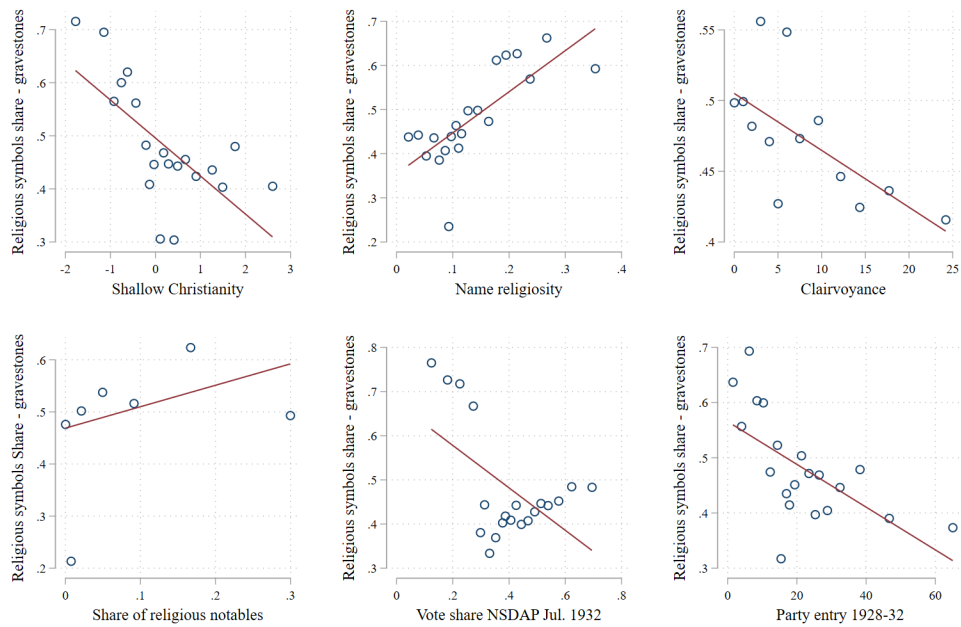 Religious symbols share - gravestones
.7
.6
.5
.4
.3
-2 -1 0 1 2 3
Shallow Christianity
Religious symbols share - gravestones
.7
.6
.5
.4
.3
.2
0 .1 .2 .3 .4
Name religiosity
Religious symbols share - gravestones
.55
.5
.45
.4
0 5 10 15 20 25
Clairvoyance
Religious symbols Share - gravestones
.6
.5
.4
.3
.2
0 .1 .2 .3
Share of religious notables
Religious symbols share - gravestones
.8
.7
.6
.5
.4
.3
0 .2 .4 .6 .8
Vote share NSDAP Jul. 1932
Religious symbols share - gravestones
.7
.6
.5
.4
.3
0 20 40 60
Party entry 1928-32